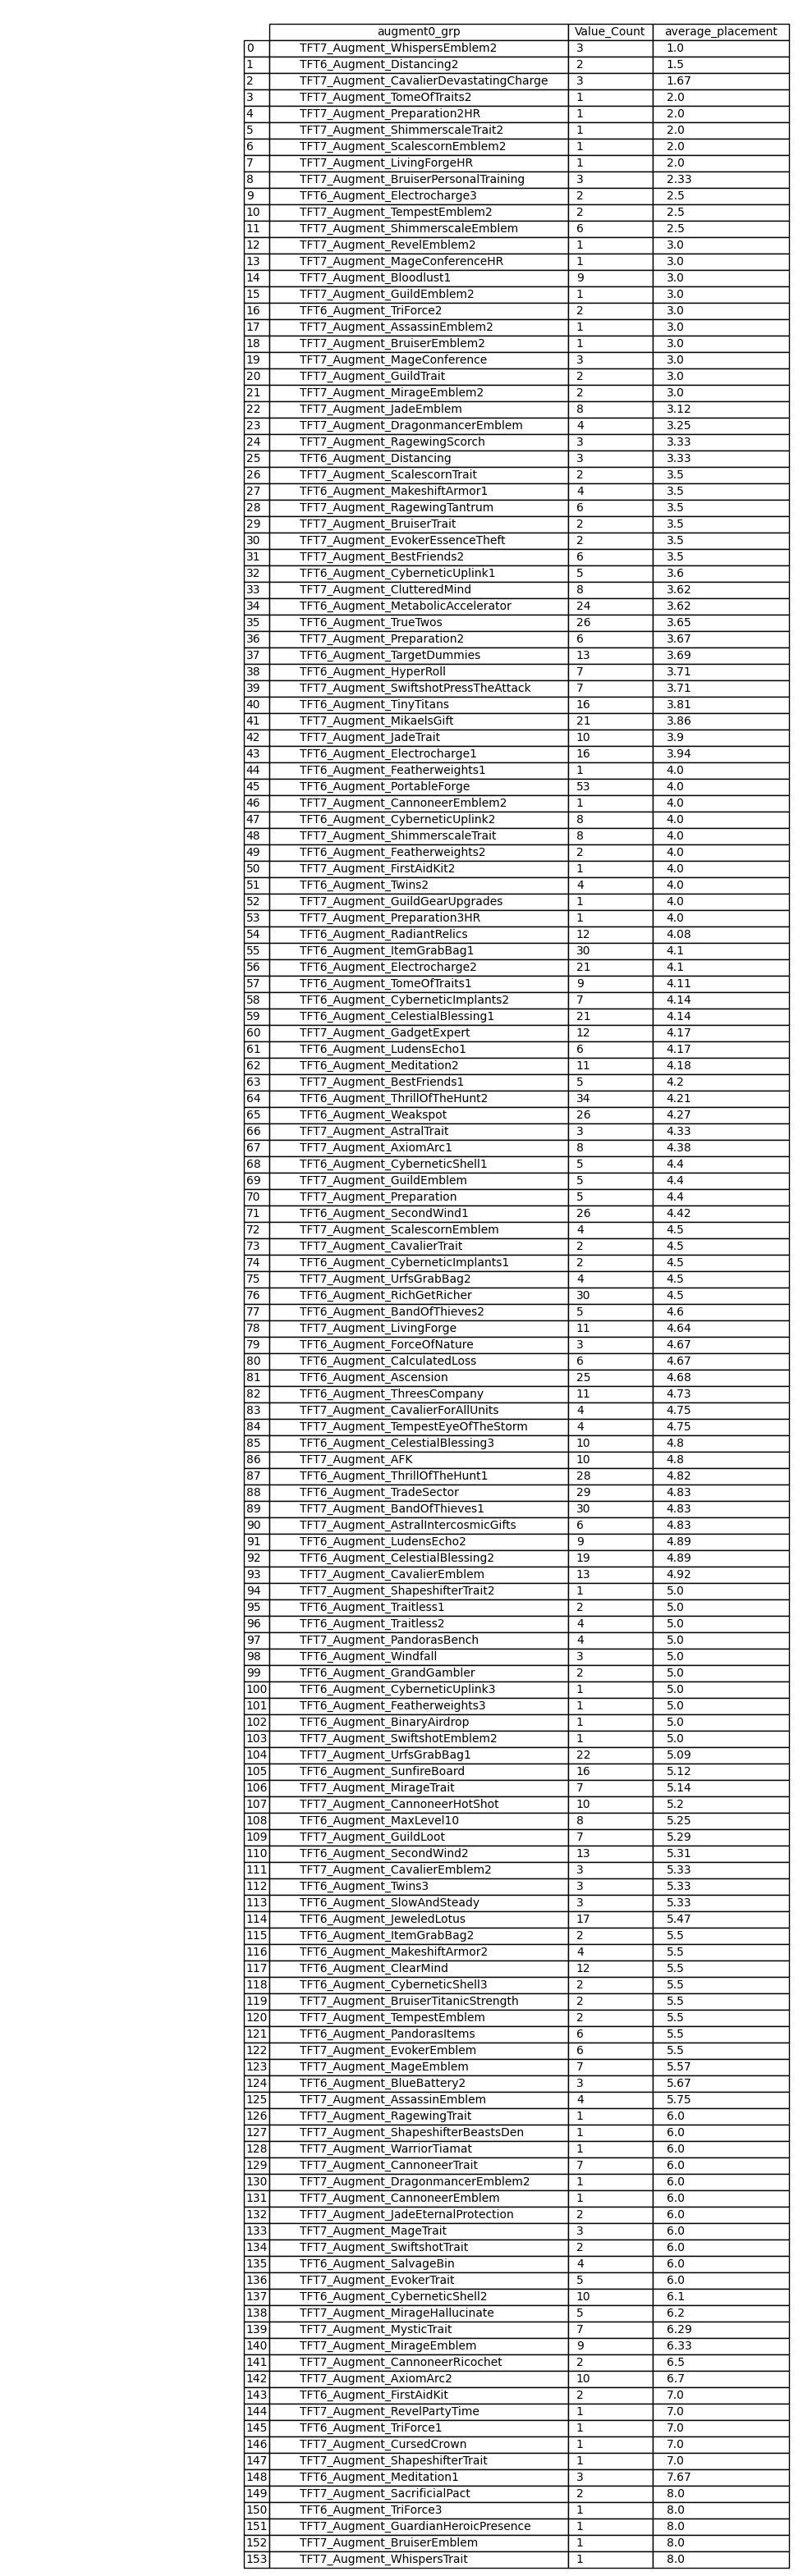 augment0_grp Value_Count average_placement
0 TFT7_Augment_WhispersEmblem2 3 1.0
1 TFT6_Augment_Distancing2 2 1.5
2 TFT7_Augment_CavalierDevastatingCharge 3 1.67
3 TFT7_Augment_TomeOfTraits2 1 2.0
4 TFT7_Augment_Preparation2HR 1 2.0
5 TFT7_Augment_ShimmerscaleTrait2 1 2.0
6 TFT7_Augment_ScalescornEmblem2 1 2.0
7 TFT7_Augment_LivingForgeHR 1 2.0
8 TFT7_Augment_BruiserPersonalTraining 3 2.33
9 TFT6_Augment_Electrocharge3 2 2.5
10 TFT7_Augment_TempestEmblem2 2 2.5
11 TFT7_Augment_ShimmerscaleEmblem 6 2.5
12 TFT7_Augment_RevelEmblem2 1 3.0
13 TFT7_Augment_MageConferenceHR 1 3.0
14 TFT7_Augment_Bloodlust1 9 3.0
15 TFT7_Augment_GuildEmblem2 1 3.0
16 TFT6_Augment_TriForce2 2 3.0
17 TFT7_Augment_AssassinEmblem2 1 3.0
18 TFT7_Augment_BruiserEmblem2 1 3.0
19 TFT7_Augment_MageConference 3 3.0
20 TFT7_Augment_GuildTrait 2 3.0
21 TFT7_Augment_MirageEmblem2 2 3.0
22 TFT7_Augment_JadeEmblem 8 3.12
23 TFT7_Augment_DragonmancerEmblem 4 3.25
24 TFT7_Augment_RagewingScorch 3 3.33
25 TFT6_Augment_Distancing 3 3.33
26 TFT7_Augment_ScalescornTrait 2 3.5
27 TFT6_Augment_MakeshiftArmor1 4 3.5
28 TFT7_Augment_RagewingTantrum 6 3.5
29 TFT7_Augment_BruiserTrait 2 3.5
30 TFT7_Augment_EvokerEssenceTheft 2 3.5
31 TFT7_Augment_BestFriends2 6 3.5
32 TFT6_Augment_CyberneticUplink1 5 3.6
33 TFT7_Augment_ClutteredMind 8 3.62
34 TFT6_Augment_MetabolicAccelerator 24 3.62
35 TFT6_Augment_TrueTwos 26 3.65
36 TFT7_Augment_Preparation2 6 3.67
37 TFT6_Augment_TargetDummies 13 3.69
38 TFT6_Augment_HyperRoll 7 3.71
39 TFT7_Augment_SwiftshotPressTheAttack 7 3.71
40 TFT6_Augment_TinyTitans 16 3.81
41 TFT7_Augment_MikaelsGift 21 3.86
42 TFT7_Augment_JadeTrait 10 3.9
43 TFT6_Augment_Electrocharge1 16 3.94
44 TFT6_Augment_Featherweights1 1 4.0
45 TFT6_Augment_PortableForge 53 4.0
46 TFT7_Augment_CannoneerEmblem2 1 4.0
47 TFT6_Augment_CyberneticUplink2 8 4.0
48 TFT7_Augment_ShimmerscaleTrait 8 4.0
49 TFT6_Augment_Featherweights2 2 4.0
50 TFT7_Augment_FirstAidKit2 1 4.0
51 TFT6_Augment_Twins2 4 4.0
52 TFT7_Augment_GuildGearUpgrades 1 4.0
53 TFT7_Augment_Preparation3HR 1 4.0
54 TFT6_Augment_RadiantRelics 12 4.08
55 TFT6_Augment_ItemGrabBag1 30 4.1
56 TFT6_Augment_Electrocharge2 21 4.1
57 TFT6_Augment_TomeOfTraits1 9 4.11
58 TFT6_Augment_CyberneticImplants2 7 4.14
59 TFT6_Augment_CelestialBlessing1 21 4.14
60 TFT7_Augment_GadgetExpert 12 4.17
61 TFT6_Augment_LudensEcho1 6 4.17
62 TFT6_Augment_Meditation2 11 4.18
63 TFT7_Augment_BestFriends1 5 4.2
64 TFT6_Augment_ThrillOfTheHunt2 34 4.21
65 TFT6_Augment_Weakspot 26 4.27
66 TFT7_Augment_AstralTrait 3 4.33
67 TFT7_Augment_AxiomArc1 8 4.38
68 TFT6_Augment_CyberneticShell1 5 4.4
69 TFT7_Augment_GuildEmblem 5 4.4
70 TFT7_Augment_Preparation 5 4.4
71 TFT6_Augment_SecondWind1 26 4.42
72 TFT7_Augment_ScalescornEmblem 4 4.5
73 TFT7_Augment_CavalierTrait 2 4.5
74 TFT6_Augment_CyberneticImplants1 2 4.5
75 TFT7_Augment_UrfsGrabBag2 4 4.5
76 TFT6_Augment_RichGetRicher 30 4.5
77 TFT6_Augment_BandOfThieves2 5 4.6
78 TFT7_Augment_LivingForge 11 4.64
79 TFT6_Augment_ForceOfNature 3 4.67
80 TFT6_Augment_CalculatedLoss 6 4.67
81 TFT6_Augment_Ascension 25 4.68
82 TFT6_Augment_ThreesCompany 11 4.73
83 TFT7_Augment_CavalierForAllUnits 4 4.75
84 TFT7_Augment_TempestEyeOfTheStorm 4 4.75
85 TFT6_Augment_CelestialBlessing3 10 4.8
86 TFT7_Augment_AFK 10 4.8
87 TFT6_Augment_ThrillOfTheHunt1 28 4.82
88 TFT6_Augment_TradeSector 29 4.83
89 TFT7_Augment_BandOfThieves1 30 4.83
90 TFT7_Augment_AstralIntercosmicGifts 6 4.83
91 TFT6_Augment_LudensEcho2 9 4.89
92 TFT6_Augment_CelestialBlessing2 19 4.89
93 TFT7_Augment_CavalierEmblem 13 4.92
94 TFT7_Augment_ShapeshifterTrait2 1 5.0
95 TFT6_Augment_Traitless1 2 5.0
96 TFT6_Augment_Traitless2 4 5.0
97 TFT7_Augment_PandorasBench 4 5.0
98 TFT6_Augment_Windfall 3 5.0
99 TFT6_Augment_GrandGambler 2 5.0
100 TFT6_Augment_CyberneticUplink3 1 5.0
101 TFT6_Augment_Featherweights3 1 5.0
102 TFT6_Augment_BinaryAirdrop 1 5.0
103 TFT7_Augment_SwiftshotEmblem2 1 5.0
104 TFT7_Augment_UrfsGrabBag1 22 5.09
105 TFT6_Augment_SunfireBoard 16 5.12
106 TFT7_Augment_MirageTrait 7 5.14
107 TFT7_Augment_CannoneerHotShot 10 5.2
108 TFT6_Augment_MaxLevel10 8 5.25
109 TFT7_Augment_GuildLoot 7 5.29
110 TFT6_Augment_SecondWind2 13 5.31
111 TFT7_Augment_CavalierEmblem2 3 5.33
112 TFT6_Augment_Twins3 3 5.33
113 TFT6_Augment_SlowAndSteady 3 5.33
114 TFT6_Augment_JeweledLotus 17 5.47
115 TFT6_Augment_ItemGrabBag2 2 5.5
116 TFT6_Augment_MakeshiftArmor2 4 5.5
117 TFT6_Augment_ClearMind 12 5.5
118 TFT6_Augment_CyberneticShell3 2 5.5
119 TFT7_Augment_BruiserTitanicStrength 2 5.5
120 TFT7_Augment_TempestEmblem 2 5.5
121 TFT6_Augment_PandorasItems 6 5.5
122 TFT7_Augment_EvokerEmblem 6 5.5
123 TFT7_Augment_MageEmblem 7 5.57
124 TFT6_Augment_BlueBattery2 3 5.67
125 TFT7_Augment_AssassinEmblem 4 5.75
126 TFT7_Augment_RagewingTrait 1 6.0
127 TFT7_Augment_ShapeshifterBeastsDen 1 6.0
128 TFT7_Augment_WarriorTiamat 1 6.0
129 TFT7_Augment_CannoneerTrait 7 6.0
130 TFT7_Augment_DragonmancerEmblem2 1 6.0
131 TFT7_Augment_CannoneerEmblem 1 6.0
132 TFT7_Augment_JadeEternalProtection 2 6.0
133 TFT7_Augment_MageTrait 3 6.0
134 TFT7_Augment_SwiftshotTrait 2 6.0
135 TFT6_Augment_SalvageBin 4 6.0
136 TFT7_Augment_EvokerTrait 5 6.0
137 TFT6_Augment_CyberneticShell2 10 6.1
138 TFT7_Augment_MirageHallucinate 5 6.2
139 TFT7_Augment_MysticTrait 7 6.29
140 TFT7_Augment_MirageEmblem 9 6.33
141 TFT7_Augment_CannoneerRicochet 2 6.5
142 TFT7_Augment_AxiomArc2 10 6.7
143 TFT6_Augment_FirstAidKit 2 7.0
144 TFT7_Augment_RevelPartyTime 1 7.0
145 TFT6_Augment_TriForce1 1 7.0
146 TFT7_Augment_CursedCrown 1 7.0
147 TFT7_Augment_ShapeshifterTrait 1 7.0
148 TFT6_Augment_Meditation1 3 7.67
149 TFT7_Augment_SacrificialPact 2 8.0
150 TFT6_Augment_TriForce3 1 8.0
151 TFT7_Augment_GuardianHeroicPresence 1 8.0
152 TFT7_Augment_BruiserEmblem 1 8.0
153 TFT7_Augment_WhispersTrait 1 8.0